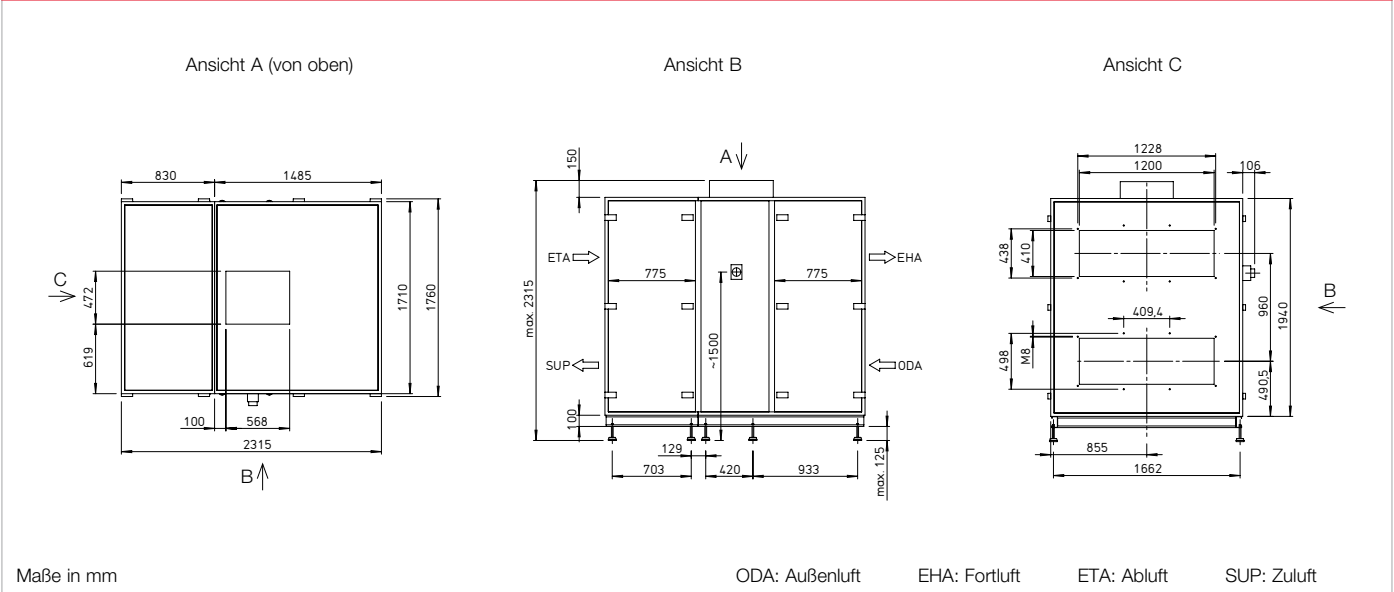 Ansicht A (von oben)
Ansicht B
Ansicht C
830
1485
C
472
619
1710
1760
100
568
2315
B
150
A
max. 2315
ETA
EHA
775
775
~1500
SUP
ODA
100
129
703
420
933
max. 125
1228
1200
106
438
410
409,4
960
1940
B
498
M8
490,5
855
1662
Maße in mm
ODA: Außenluft
EHA: Fortluft
ETA: Abluft
SUP: Zuluft